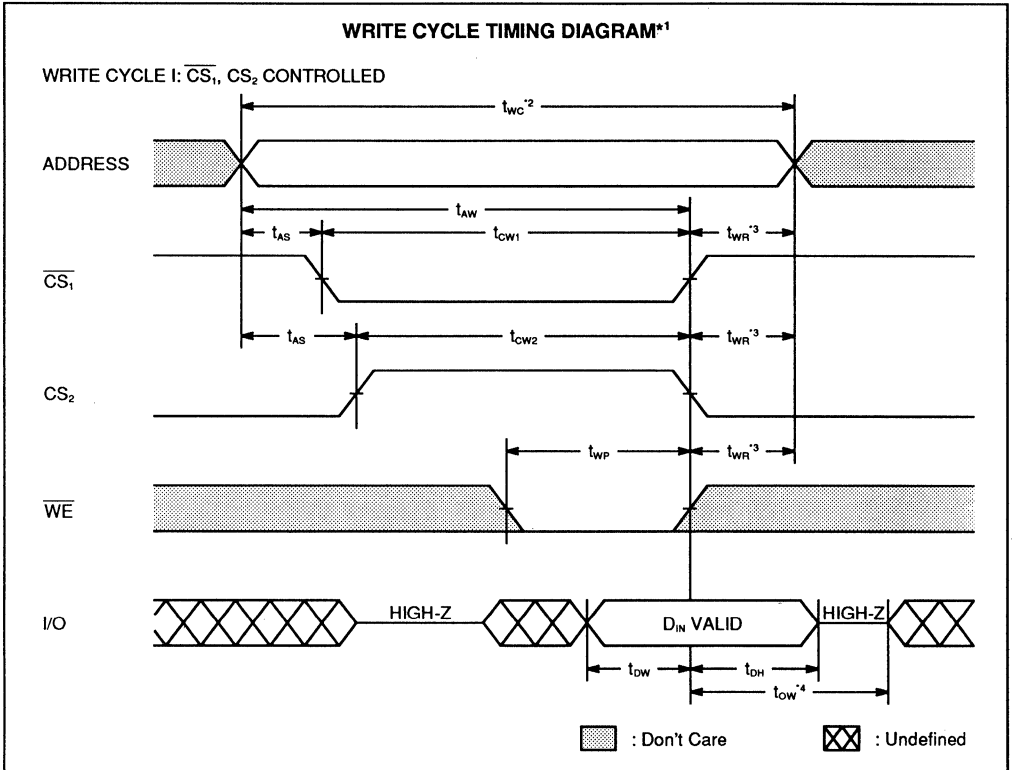 WRITE CYCLE TIMING DIAGRAM*1
WRITE CYCLE I: CS1, CS2 CONTROLLED
tWC*2
ADDRESS
tAW
tAS
tCW1
tWR*3
CS1
tAS
tCW2
tWR*3
CS2
tWP
tWR*3
WE
I/O
HIGH-Z
DIN VALID
HIGH-Z
tDW
tDH
tOW*4
: Don't Care
: Undefined